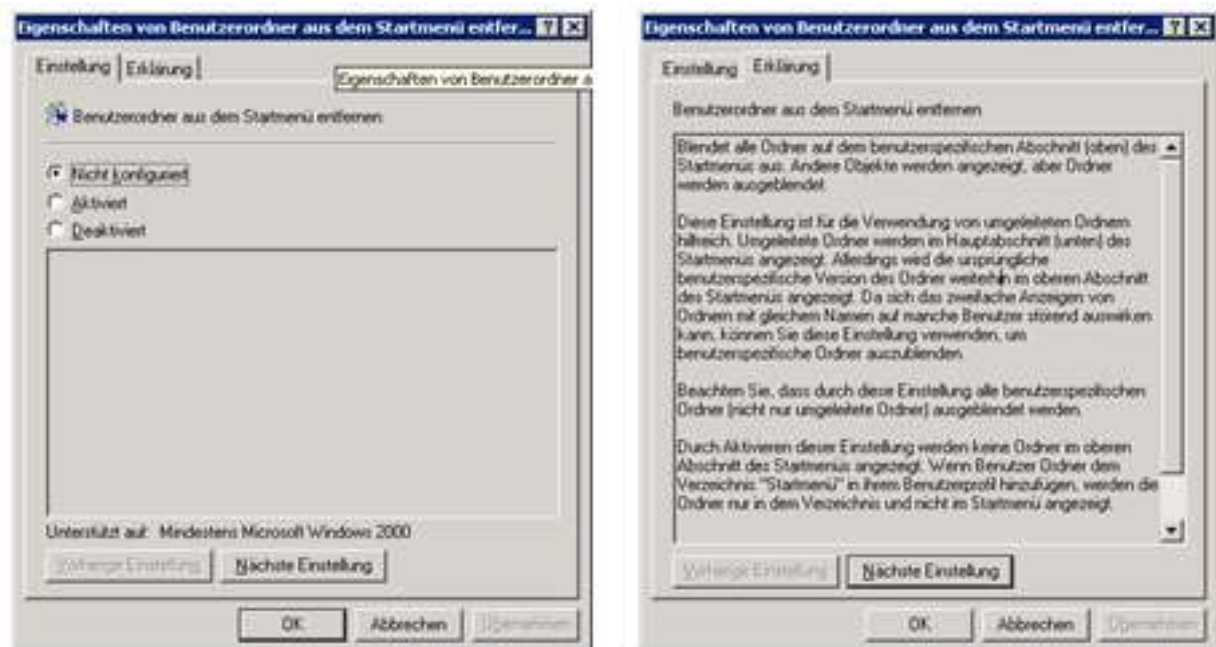 Eigenschaften von Benutzerordner aus dem Startmenü entfer...
Einstellung
Erklärung
Eigenschaften von Benutzerordner a
Benutzerordner aus dem Startmenü entfernen
Nicht konfiguriert
Aktiviert
Deaktiviert
Unterstützt auf: Mindestens Microsoft Windows 2000
Vorherige Einstellung
Nächste Einstellung
OK
Abbrechen
Übernehmen
Eigenschaften von Benutzerordner aus dem Startmenü entfer...
Einstellung
Erklärung
Benutzerordner aus dem Startmenü entfernen
Blendet alle Ordner auf dem benutzerspezifischen Abschnitt (oben) des
Startmenüs aus. Andere Objekte werden angezeigt, aber Ordner
werden ausgeblendet.
Diese Einstellung ist für die Verwendung von umgeleiteten Ordnern
hilfreich. Umgeleitete Ordner werden im Hauptabschnitt (unten) des
Startmenüs angezeigt. Allerdings wird die ursprüngliche
benutzerspezifische Version des Ordner weiterhin im oberen Abschnitt
des Startmenüs angezeigt. Da sich das zweifache Anzeigen von
Ordnern mit gleichem Namen auf manche Benutzer störend auswirken
kann, können Sie diese Einstellung verwenden, um
benutzerspezifische Ordner auszublenden.
Beachten Sie, dass durch diese Einstellung alle benutzerspezifischen
Ordner (nicht nur umgeleitete Ordner) ausgeblendet werden.
Durch Aktivieren dieser Einstellung werden keine Ordner im oberen
Abschnitt des Startmenüs angezeigt. Wenn Benutzer Ordner dem
Verzeichnis "Startmenü" in ihrem Benutzerprofil hinzufügen, werden die
Ordner nur in dem Verzeichnis und nicht im Startmenü angezeigt.
Vorherige Einstellung
Nächste Einstellung
OK
Abbrechen
Übernehmen